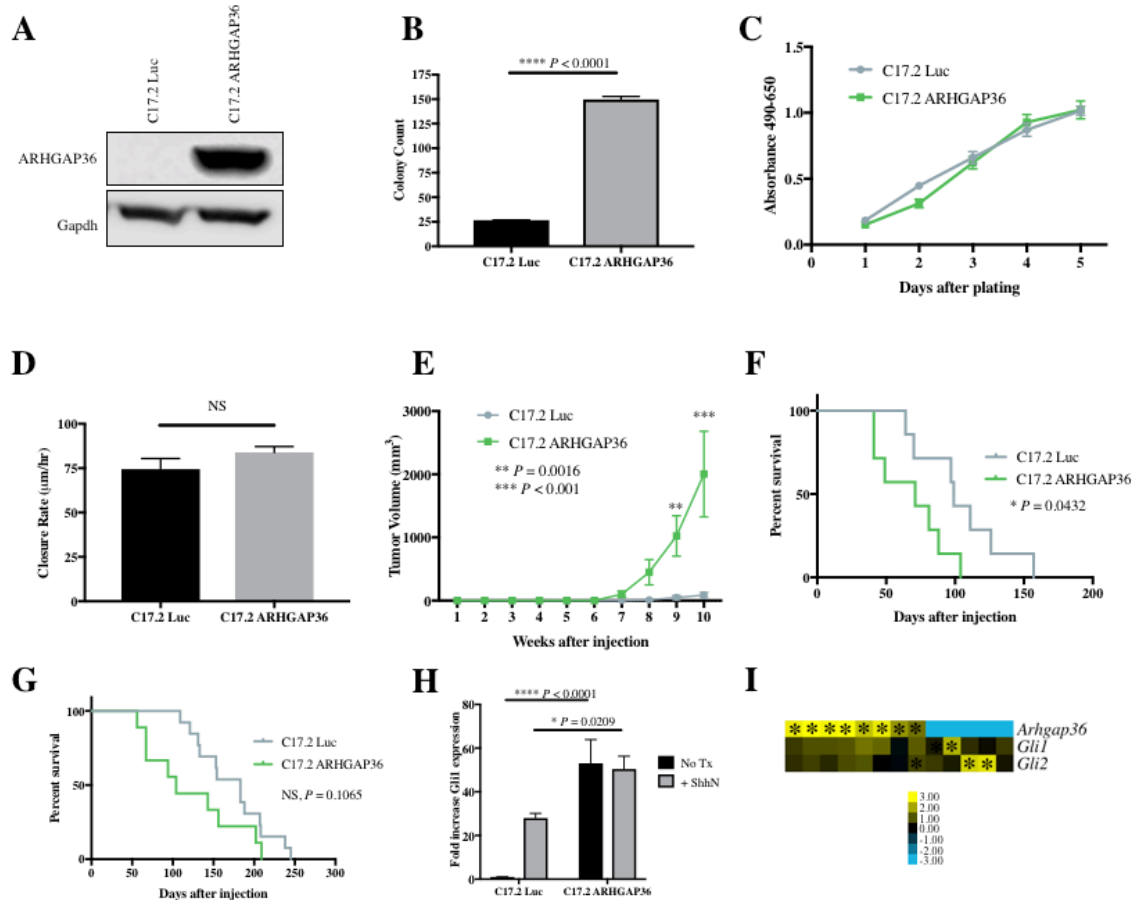 A
C17.2 Luc
C17.2 ARHGAP36
ARHGAP36
Gapdh
B
**** P < 0.0001
Colony Count
175
150
125
100
75
50
25
0
C17.2 Luc
C17.2 ARHGAP36
C
C17.2 Luc
C17.2 ARHGAP36
Absorbance 490-650
1.5
1.0
0.5
0.0
0 1 2 3 4 5
Days after plating
D
NS
Closure Rate (μm/hr)
100
75
50
25
0
C17.2 Luc
C17.2 ARHGAP36
E
C17.2 Luc
C17.2 ARHGAP36
** P = 0.0016
*** P < 0.001
**
***
Tumor Volume (mm³)
3000
2000
1000
0
1 2 3 4 5 6 7 8 9 10
Weeks after injection
F
C17.2 Luc
C17.2 ARHGAP36
* P = 0.0432
Percent survival
100
50
0
0 50 100 150 200
Days after injection
G
C17.2 Luc
C17.2 ARHGAP36
NS, P = 0.1065
Percent survival
100
50
0
0 50 100 150 200 250 300
Days after injection
H
**** P < 0.0001
* P = 0.0209
No Tx
+ ShhN
Fold increase Gli1 expression
80
60
40
20
0
C17.2 Luc
C17.2 ARHGAP36
I
* * * * * * * * Arhgap36
* * Gli1
* * * Gli2
3.00
2.00
1.00
0.00
-1.00
-2.00
-3.00